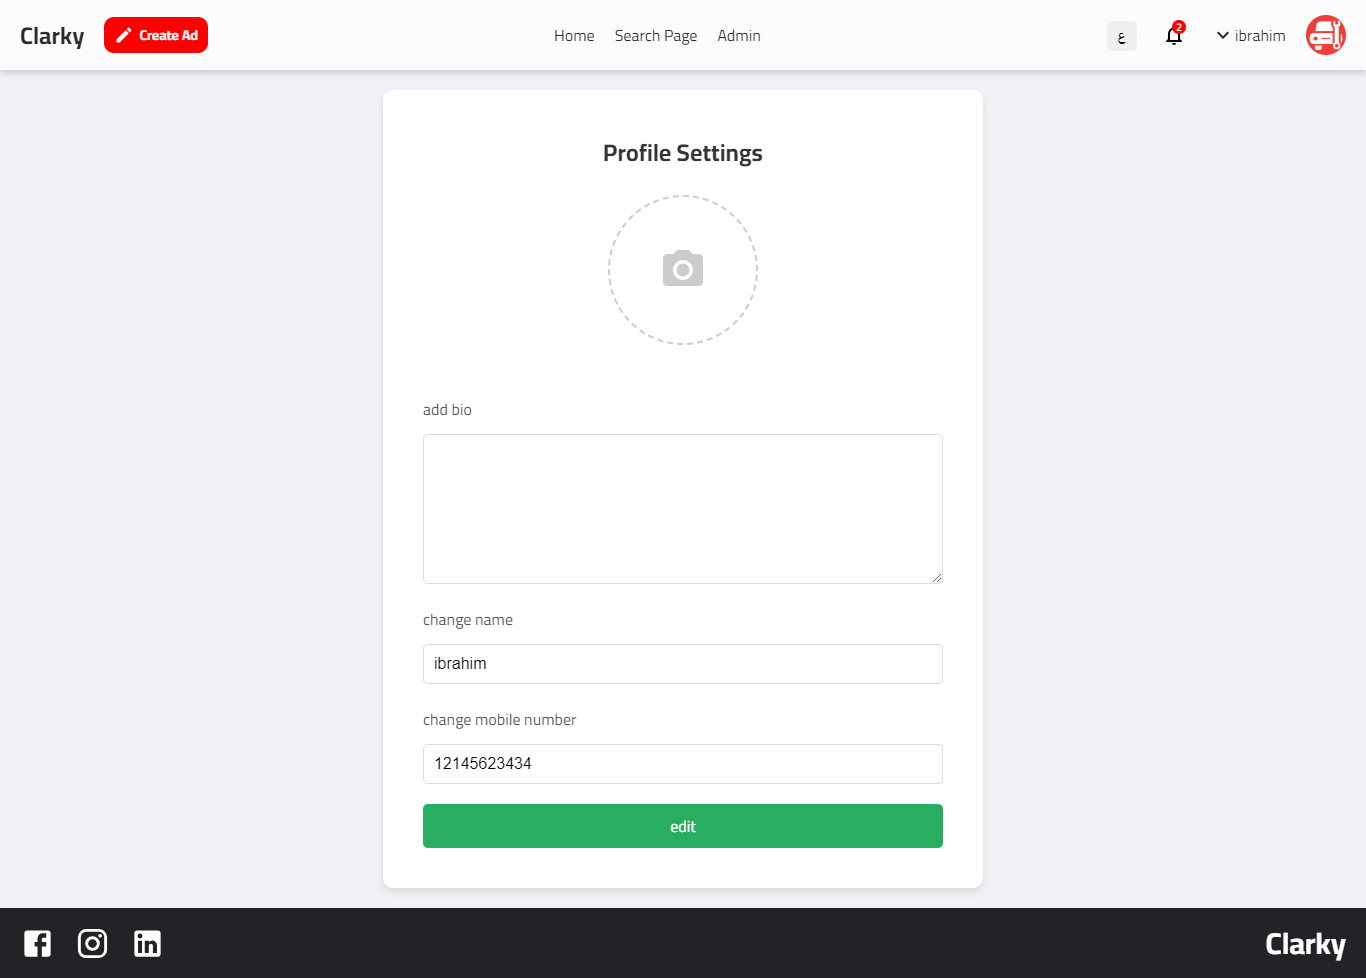 Clarky
Create Ad
Home
Search Page
Admin
ع
2
ibrahim
Profile Settings
add bio
change name
ibrahim
change mobile number
12145623434
edit
Clarky